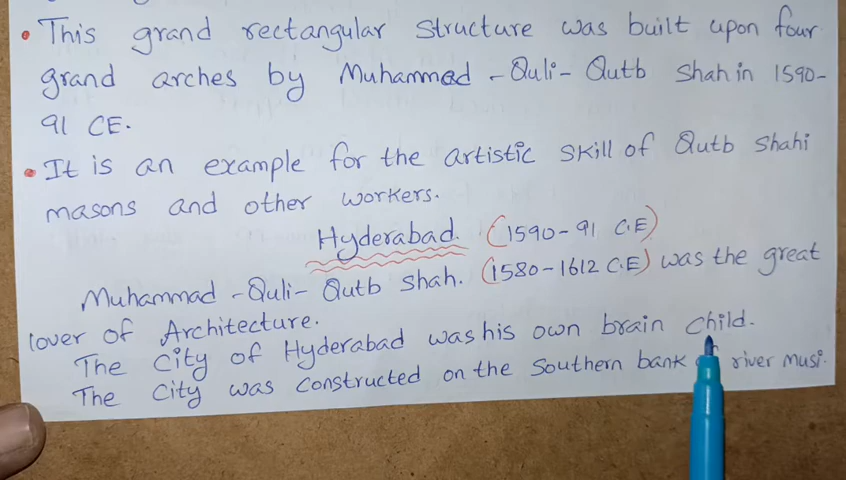 • This grand rectangular structure was built upon four
grand arches by Muhammad - Quli - Qutb Shah in 1590-
91 CE.
• It is an example for the artistic skill of Qutb Shahi
masons and other workers.
Hyderabad. (1590-91 C.E)
Muhammad - Quli - Qutb Shah. (1580-1612 C.E) was the great
lover of Architecture.
The City of Hyderabad was his own brain child.
The City was constructed on the Southern bank river musi.